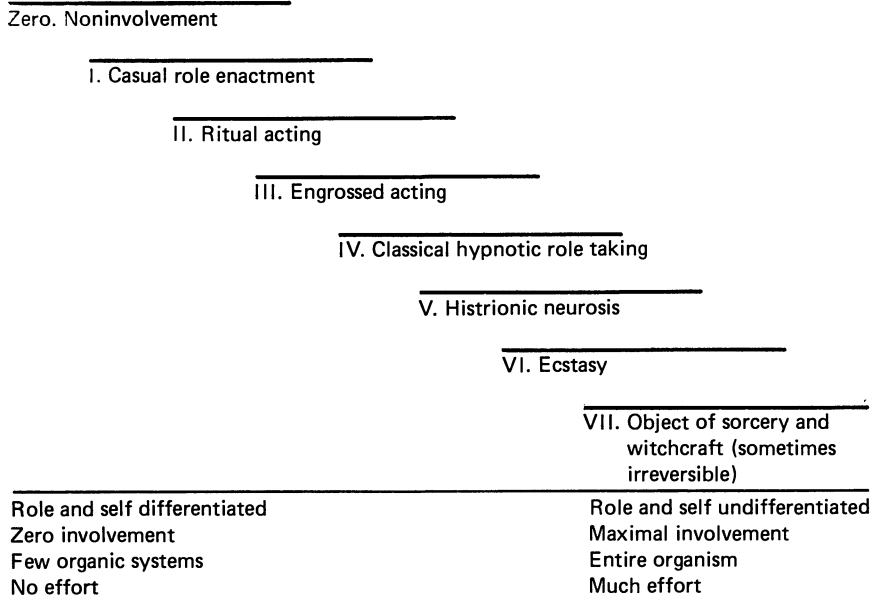 Zero. Noninvolvement
I. Casual role enactment
II. Ritual acting
III. Engrossed acting
IV. Classical hypnotic role taking
V. Histrionic neurosis
VI. Ecstasy
VII. Object of sorcery and
witchcraft (sometimes
irreversible)
Role and self differentiated
Zero involvement
Few organic systems
No effort
Role and self undifferentiated
Maximal involvement
Entire organism
Much effort